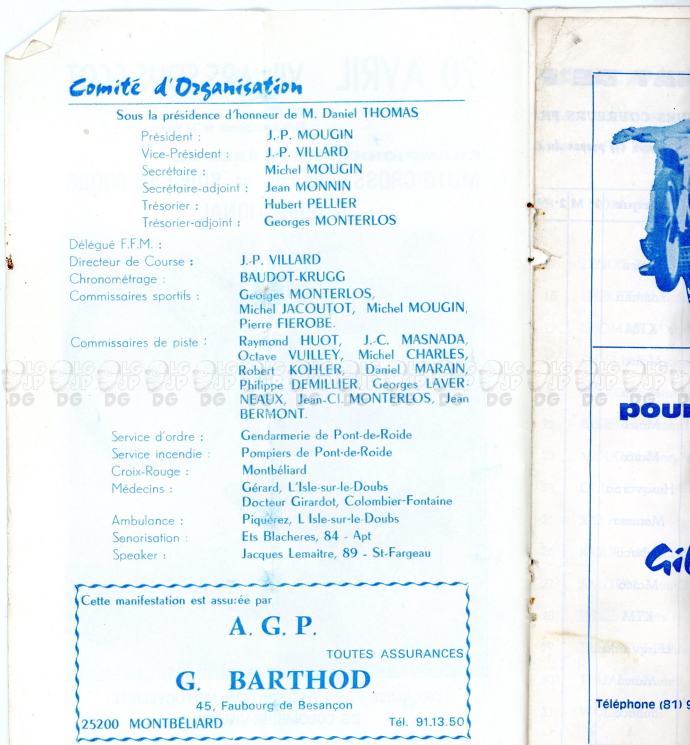 Comité d'Organisation
Sous la présidence d'honneur de M. Daniel THOMAS
Président : J.-P. MOUGIN
Vice-Président : J.-P. VILLARD
Secrétaire : Michel MOUGIN
Secrétaire-adjoint : Jean MONNIN
Trésorier : Hubert PELLIER
Trésorier-adjoint : Georges MONTERLOS
Délégué F.F.M. :
Directeur de Course : J.-P. VILLARD
Chronométrage : BAUDOT-KRUGG
Commissaires sportifs : Georges MONTERLOS,
Michel JACOUTOT, Michel MOUGIN,
Pierre FIEROBE.
Commissaires de piste : Raymond HUOT, J.-C. MASNADA,
Octave VUILLEY, Michel CHARLES,
Robert KOHLER, Daniel MARAIN,
Philippe DEMILLIER, Georges LAVER-
NEAUX, Jean-Cl. MONTERLOS, Jean
BERMONT.
Service d'ordre : Gendarmerie de Pont-de-Roide
Service incendie : Pompiers de Pont-de-Roide
Croix-Rouge : Montbéliard
Médecins : Gérard, L'Isle-sur-le-Doubs
Docteur Girardot, Colombier-Fontaine
Ambulance : Piquerez, L Isle-sur-le-Doubs
Sonorisation : Ets Blacheres, 84 - Apt
Speaker : Jacques Lemaitre, 89 - St-Fargeau
Cette manifestation est assurée par
A. G. P.
TOUTES ASSURANCES
G. BARTHOD
45, Faubourg de Besançon
25200 MONTBÉLIARD Tél. 91.13.50
pour
Gil
Téléphone (81) 9